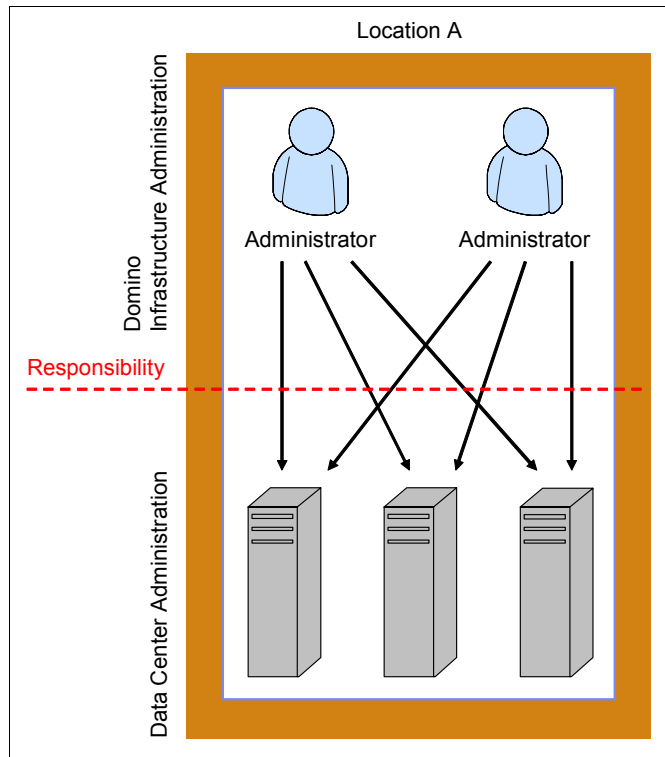 Location A
Domino
Infrastructure Administration
Administrator
Administrator
Responsibility
Data Center Administration